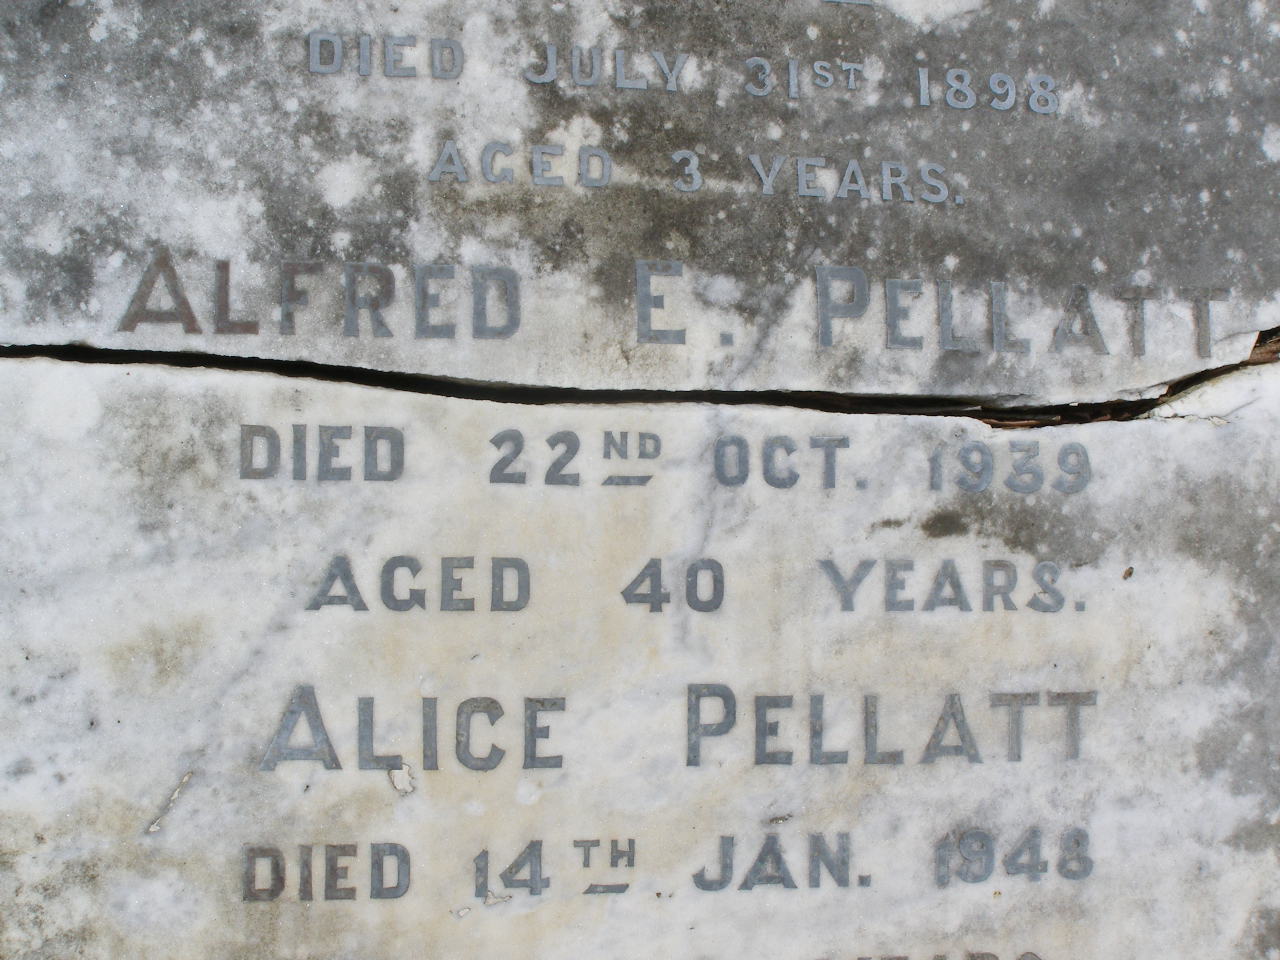 DIED JULY 31ST 1898
AGED 3 YEARS.
ALFRED E. PELLATT
DIED 22ND OCT. 1939
AGED 40 YEARS.
ALICE PELLATT
DIED 14TH JAN. 1948
YEARS